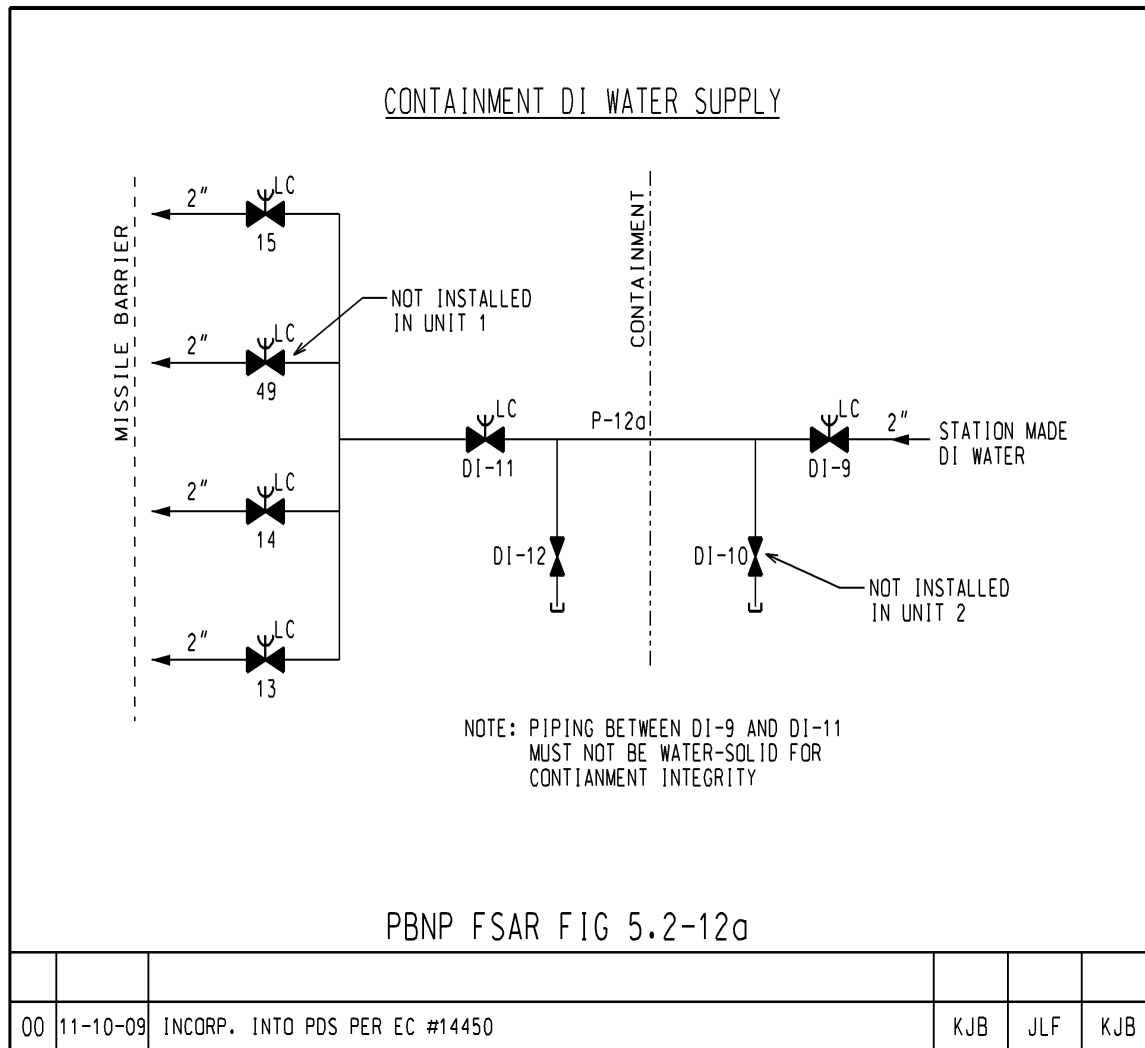 CONTAINMENT DI WATER SUPPLY
MISSILE BARRIER
CONTAINMENT
2"
LC
15
NOT INSTALLED
IN UNIT 1
2"
LC
49
P-12a
LC
DI-11
LC
DI-9
2"
STATION MADE
DI WATER
2"
LC
14
DI-12
DI-10
NOT INSTALLED
IN UNIT 2
2"
LC
13
NOTE: PIPING BETWEEN DI-9 AND DI-11
MUST NOT BE WATER-SOLID FOR
CONTIANMENT INTEGRITY
PBNP FSAR FIG 5.2-12a
00 11-10-09 INCORP. INTO PDS PER EC #14450 KJB JLF KJB